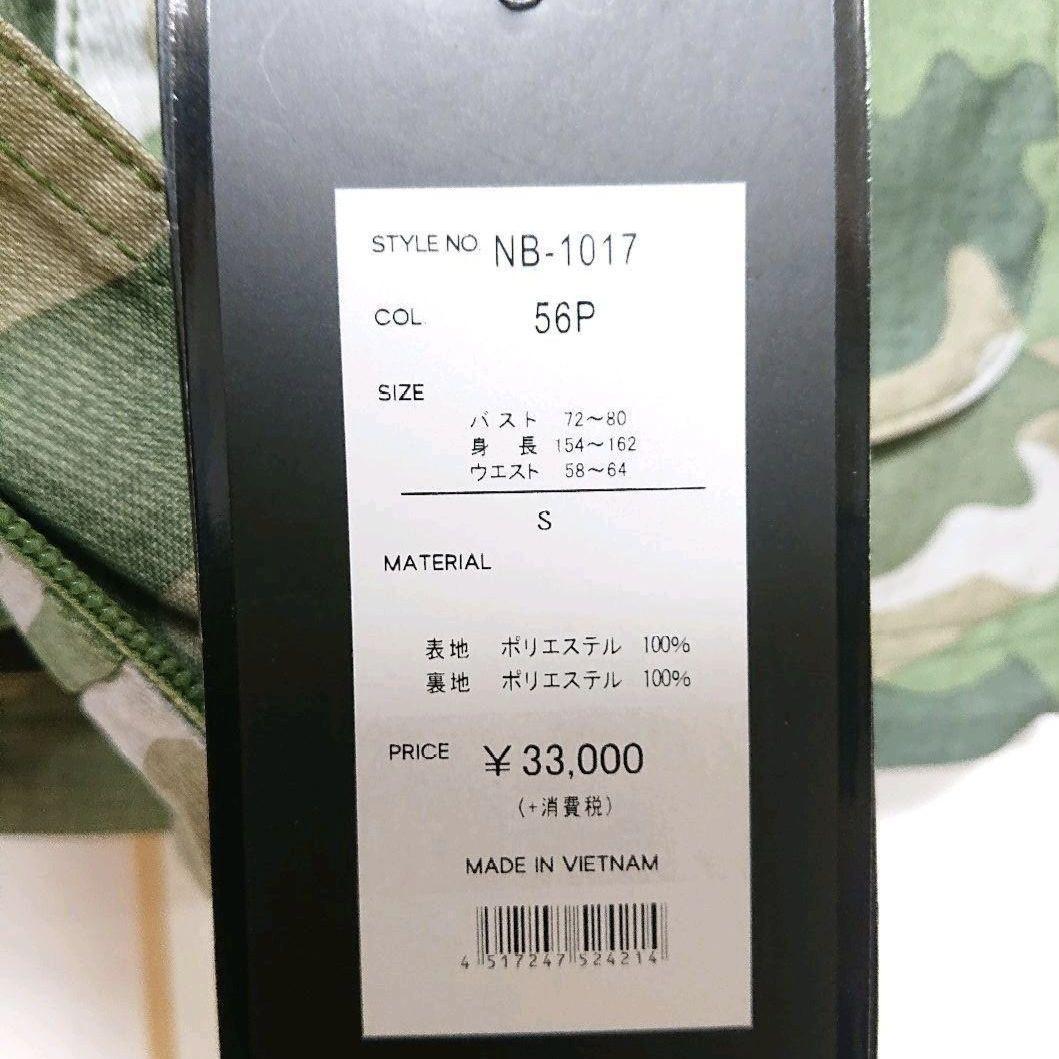 STYLE NO. NB-1017
COL. 56P
SIZE
バスト 72～80
身 長 154～162
ウエスト 58～64
S
MATERIAL
表地 ポリエステル 100%
裏地 ポリエステル 100%
PRICE ￥33,000
(+消費税)
MADE IN VIETNAM
4 517247 524214